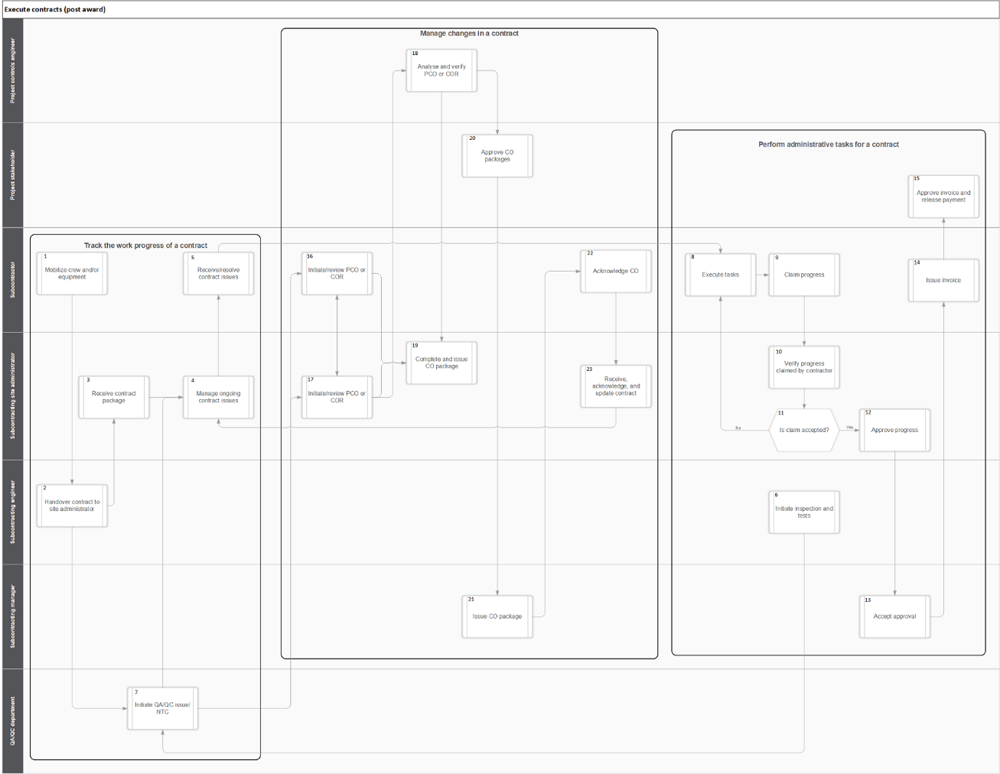 Execute contracts (post award)
Project controls engineer
Project stakeholder
Subcontractor
Subcontracting site administrator
Subcontracting engineer
Subcontracting manager
QA/QC department
Track the work progress of a contract
1
Mobilize crew and/or
equipment
5
Receive/resolve
contract issues
3
Receive contract
package
4
Manage ongoing
contract issues
2
Handover contract to
site administrator
7
Initiate QA/QC issue/
NTC
Manage changes in a contract
18
Analyse and verify
PCO or COR
20
Approve CO
packages
16
Initiate/review PCO or
COR
22
Acknowledge CO
19
Complete and issue
CO package
17
Initiate/review PCO or
COR
23
Receive,
acknowledge, and
update contract
21
Issue CO package
Perform administrative tasks for a contract
15
Approve invoice and
release payment
8
Execute tasks
9
Claim progress
14
Issue invoice
10
Verify progress
claimed by contractor
11
Is claim accepted?
No
Yes
12
Approve progress
6
Initiate inspection and
tests
13
Accept approval